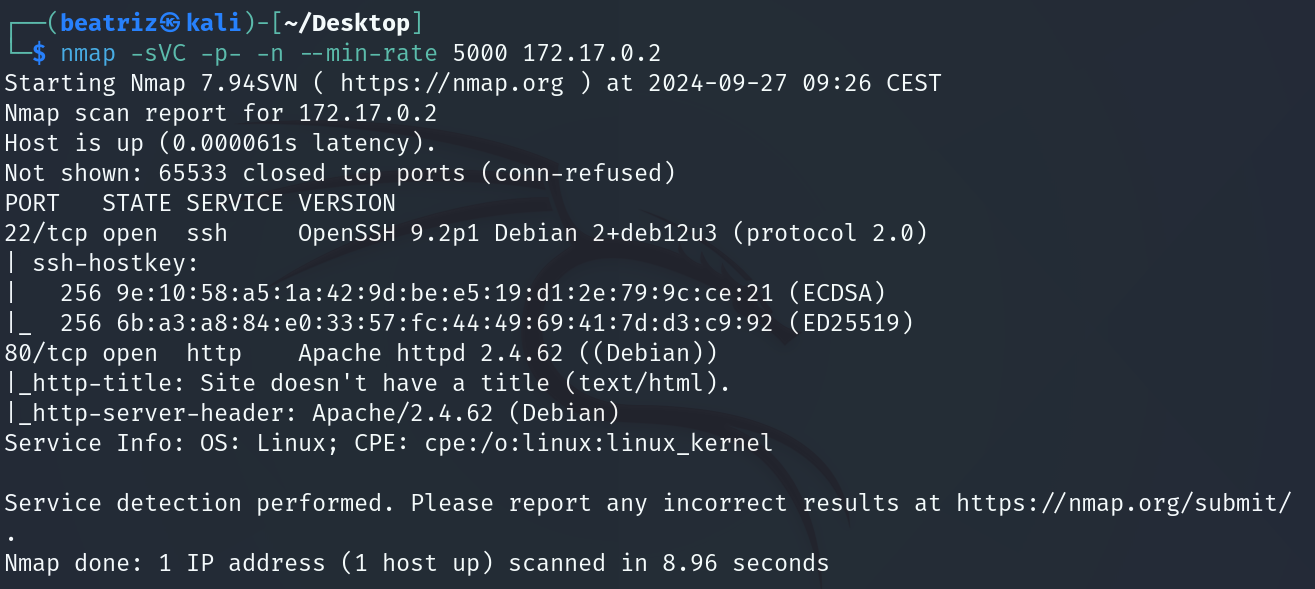 ┌──(beatriz㉿kali)-[~/Desktop]
└─$ nmap -sVC -p- -n --min-rate 5000 172.17.0.2
Starting Nmap 7.94SVN ( https://nmap.org ) at 2024-09-27 09:26 CEST
Nmap scan report for 172.17.0.2
Host is up (0.000061s latency).
Not shown: 65533 closed tcp ports (conn-refused)
PORT   STATE SERVICE VERSION
22/tcp open  ssh     OpenSSH 9.2p1 Debian 2+deb12u3 (protocol 2.0)
| ssh-hostkey:
|   256 9e:10:58:a5:1a:42:9d:be:e5:19:d1:2e:79:9c:ce:21 (ECDSA)
|_  256 6b:a3:a8:84:e0:33:57:fc:44:49:69:41:7d:d3:c9:92 (ED25519)
80/tcp open  http    Apache httpd 2.4.62 ((Debian))
|_http-title: Site doesn't have a title (text/html).
|_http-server-header: Apache/2.4.62 (Debian)
Service Info: OS: Linux; CPE: cpe:/o:linux:linux_kernel

Service detection performed. Please report any incorrect results at https://nmap.org/submit/
.
Nmap done: 1 IP address (1 host up) scanned in 8.96 seconds